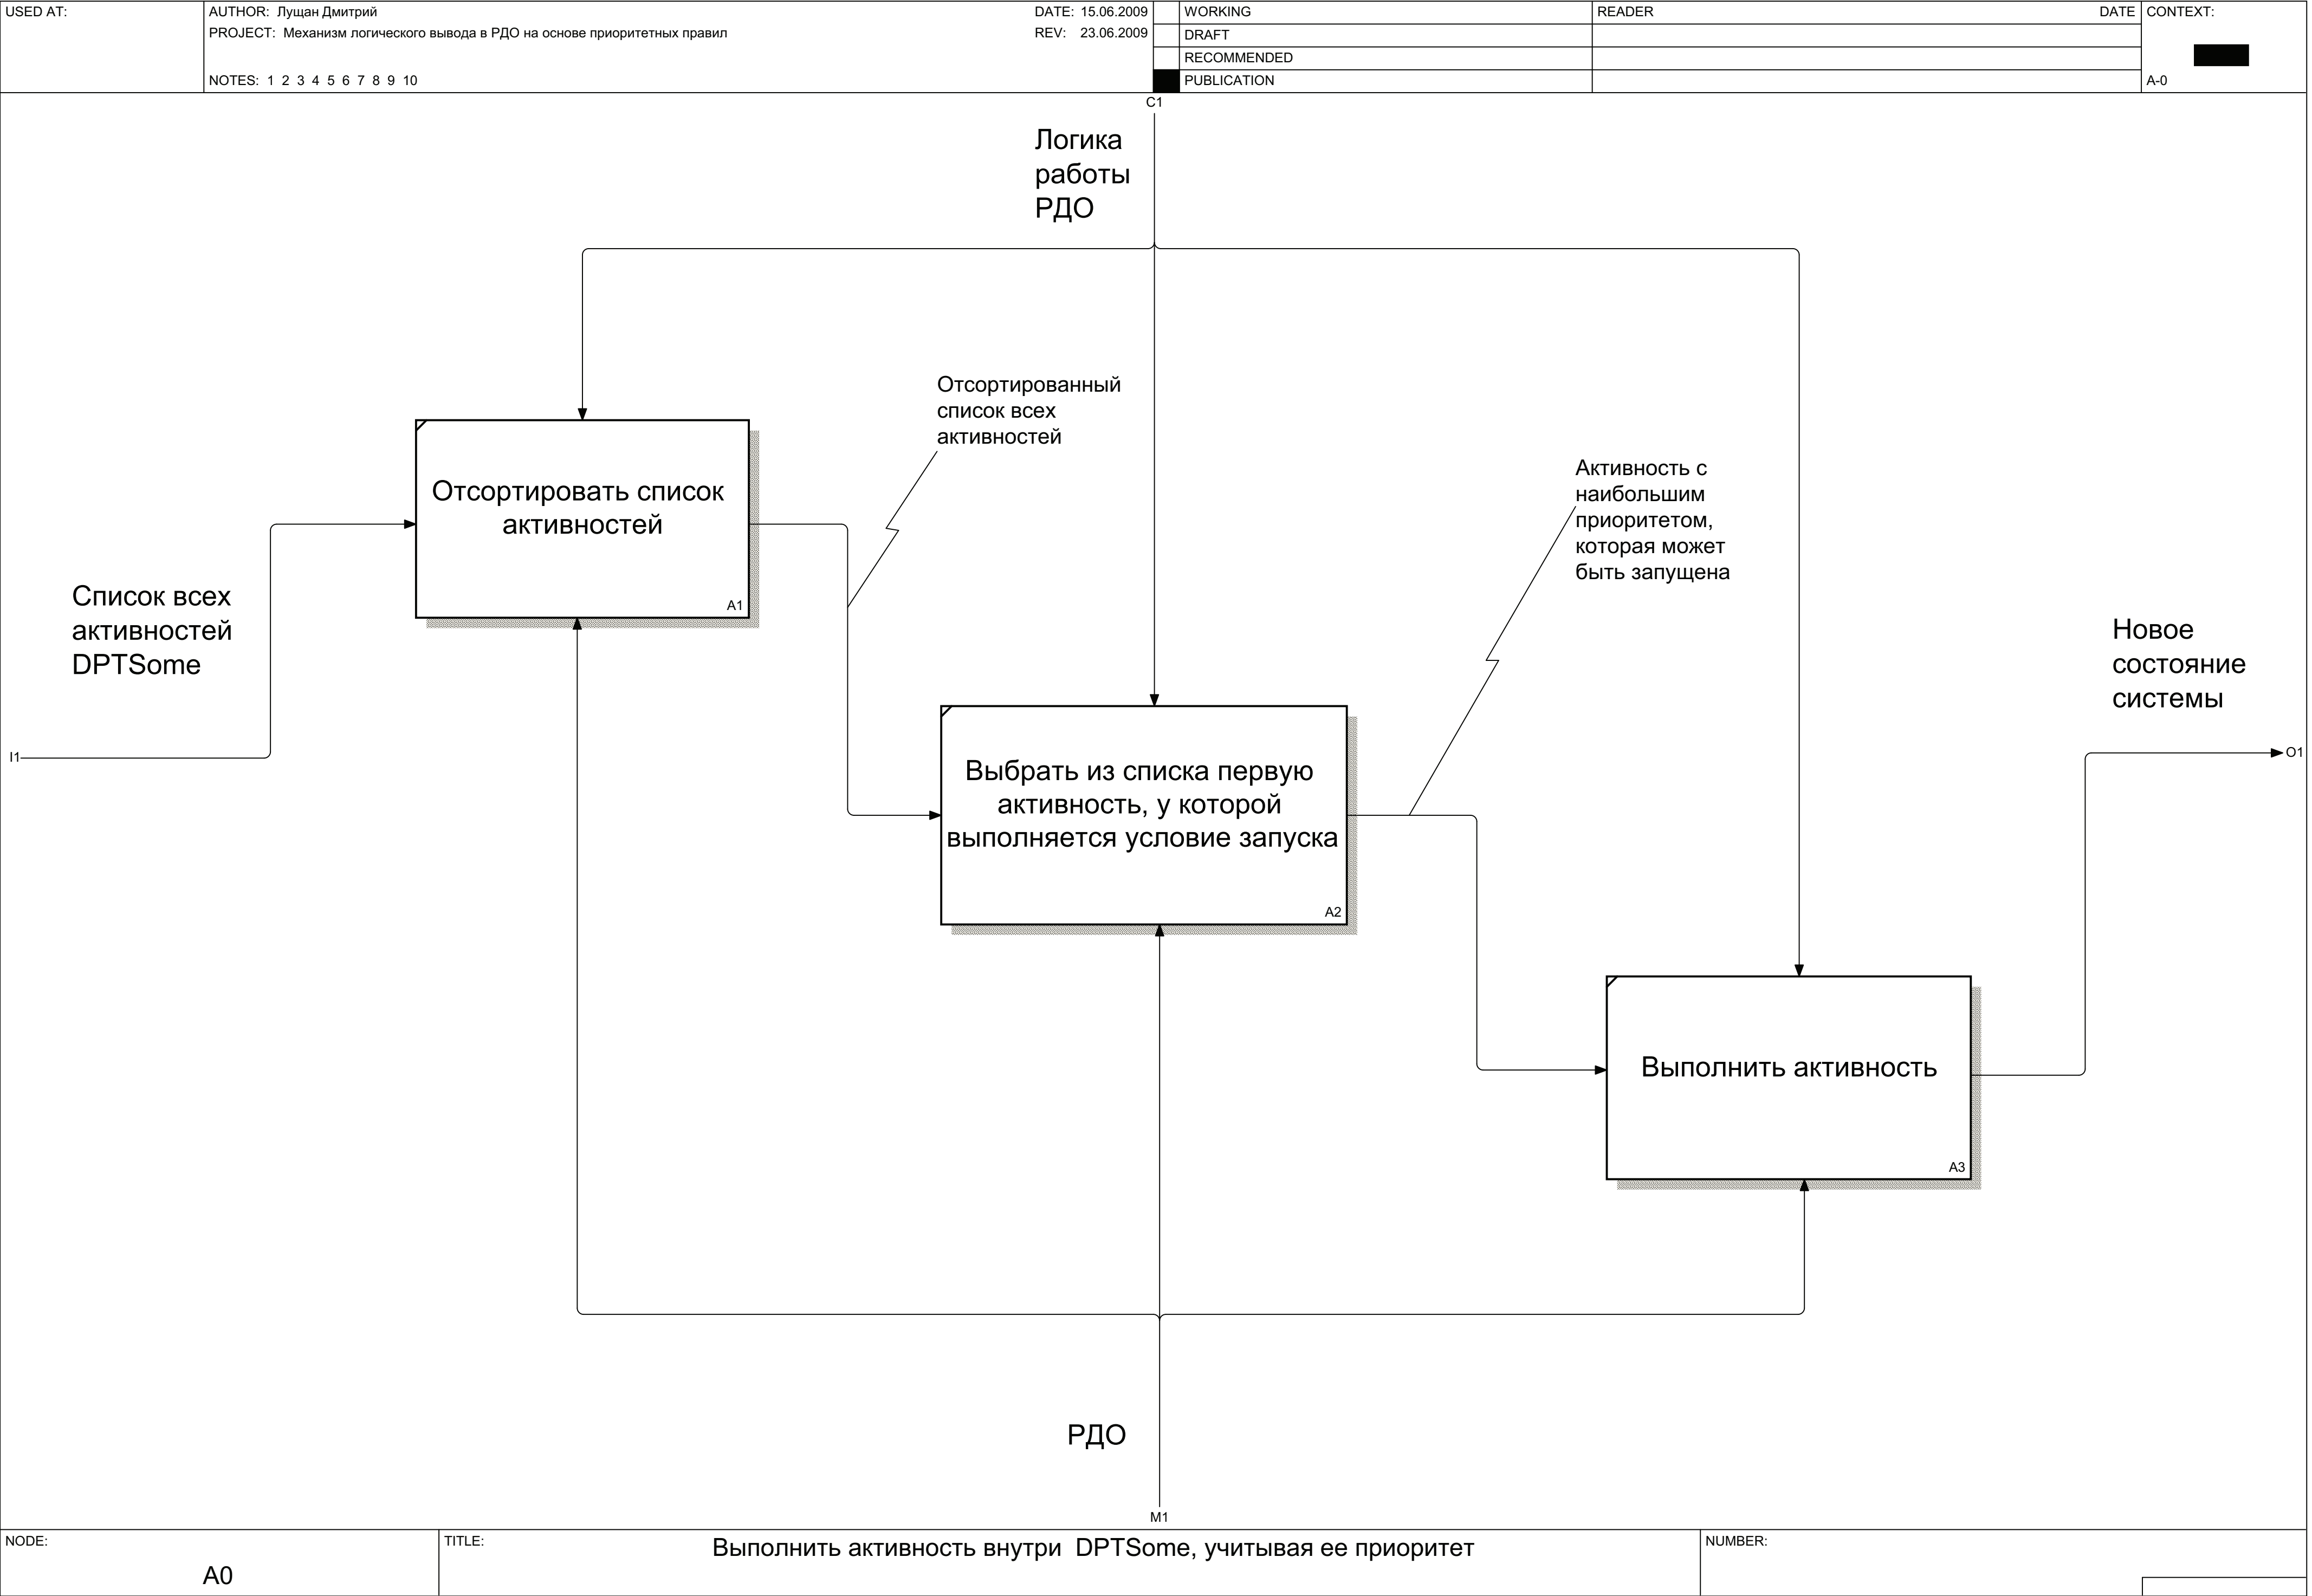 USED AT:
AUTHOR: Лущан Дмитрий
DATE: 15.06.2009
PROJECT: Механизм логического вывода в РДО на основе приоритетных правил
REV: 23.06.2009
NOTES: 1 2 3 4 5 6 7 8 9 10
WORKING
DRAFT
RECOMMENDED
PUBLICATION
READER
DATE
CONTEXT:
A-0
C1
Логика
работы
РДО
Отсортированный
список всех
активностей
Отсортировать список
активностей
A1
Активность с
наибольшим
приоритетом,
которая может
быть запущена
Список всех
активностей
DPTSome
I1
Новое
состояние
системы
O1
Выбрать из списка первую
активность, у которой
выполняется условие запуска
A2
Выполнить активность
A3
РДО
M1
NODE:
A0
TITLE:
Выполнить активность внутри DPTSome, учитывая ее приоритет
NUMBER: